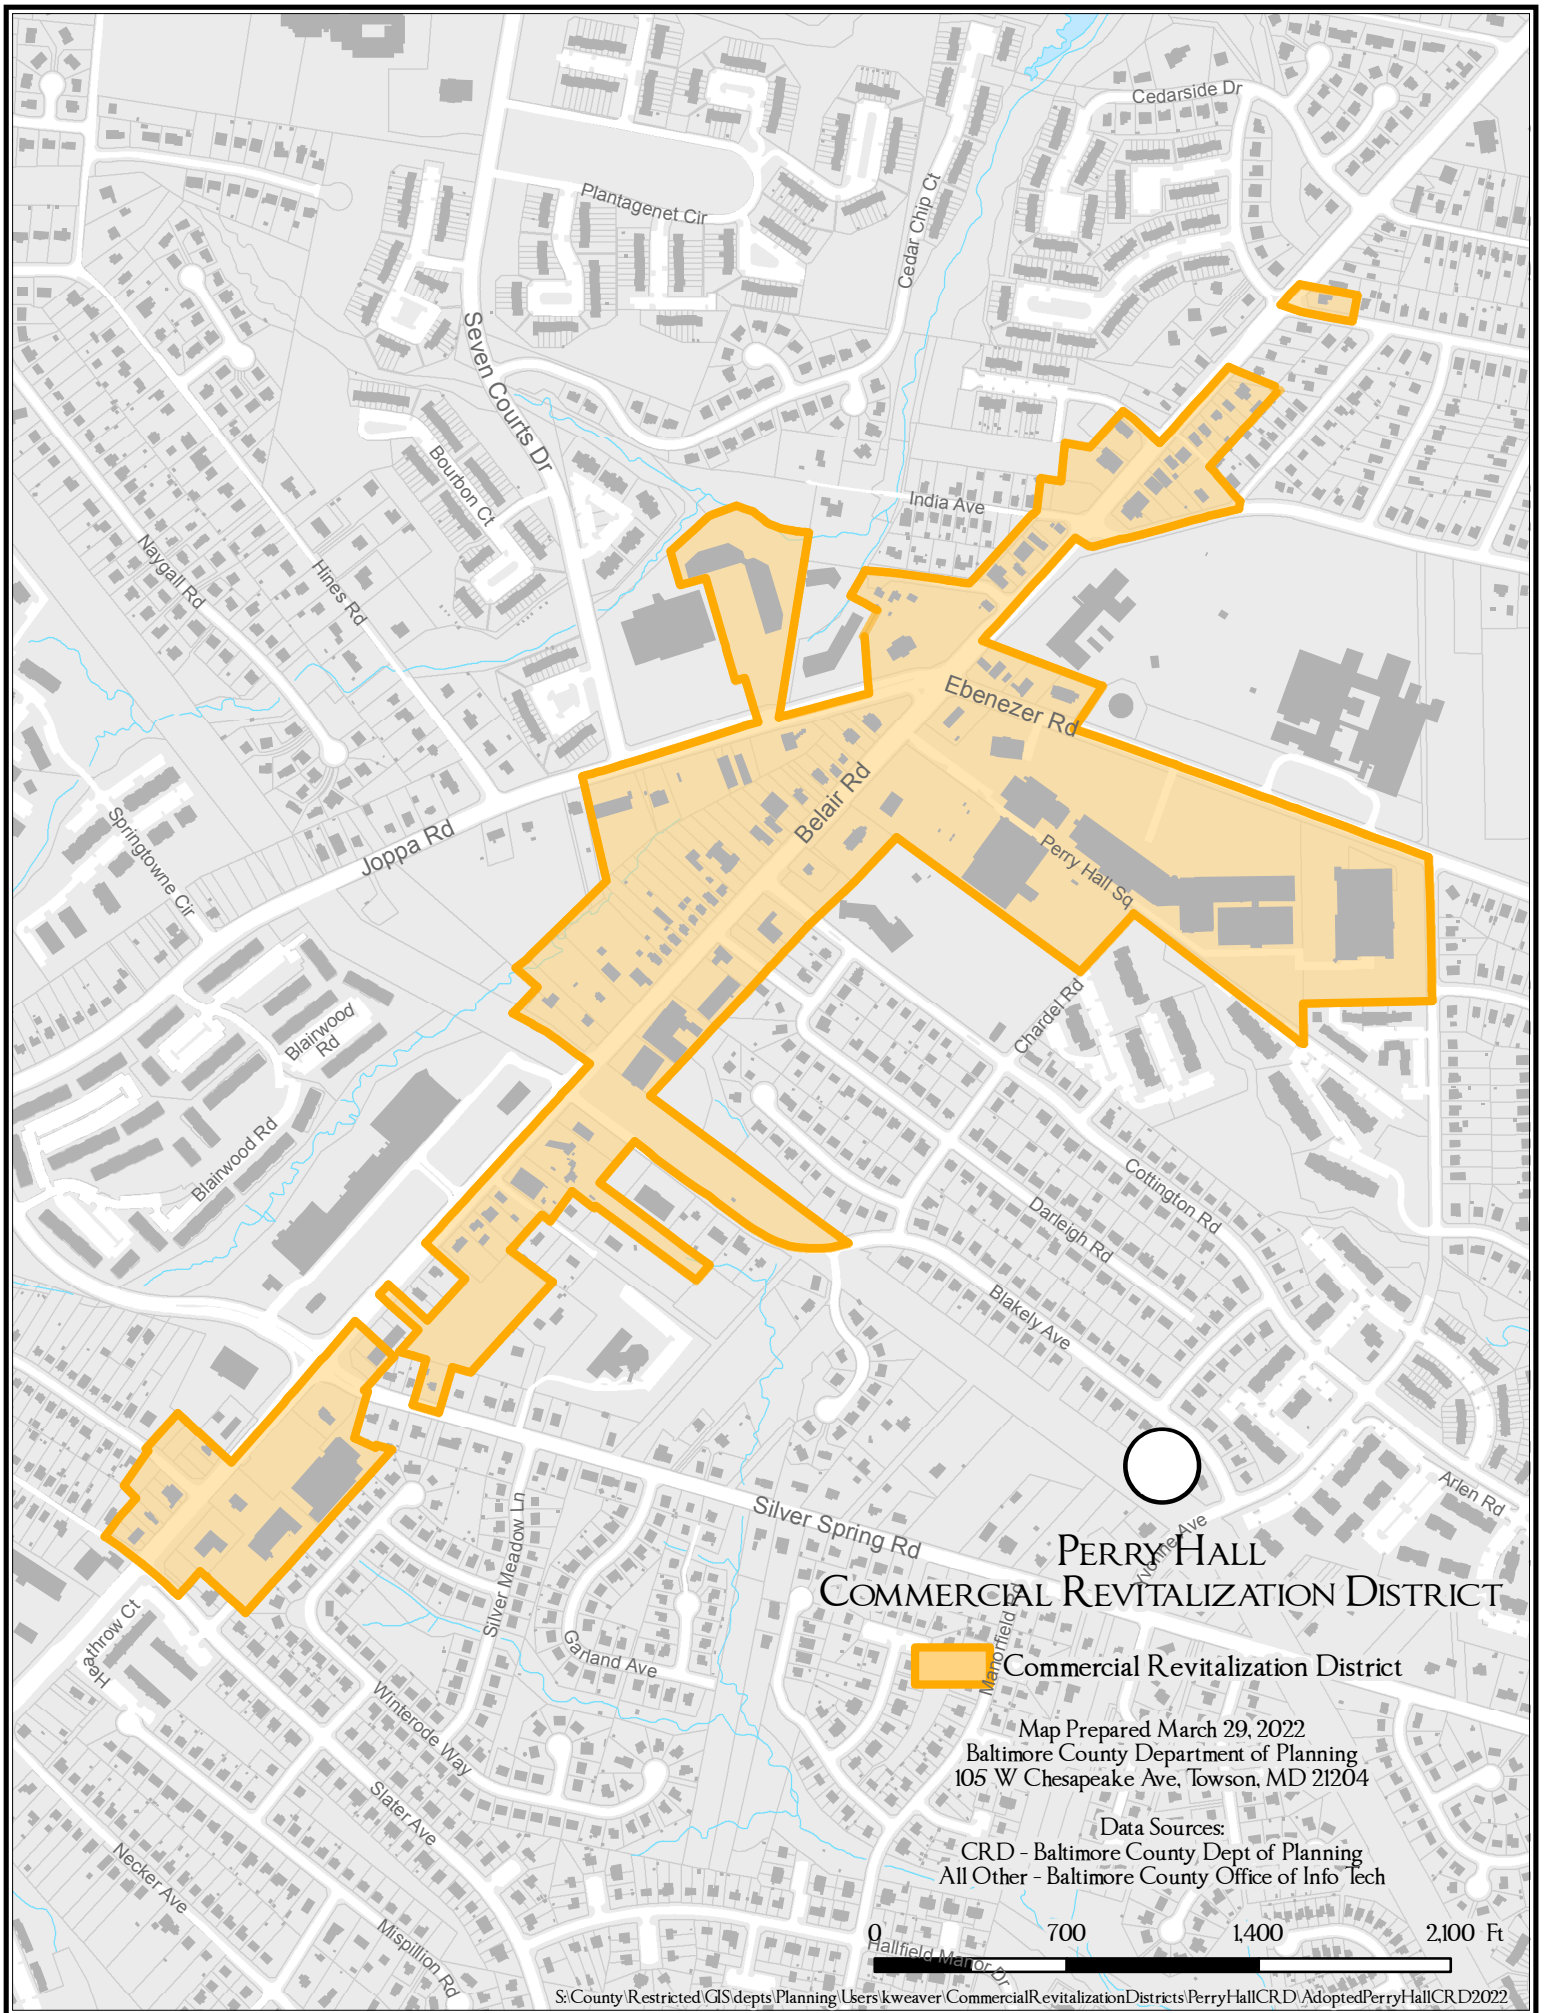 Cedarside Dr
Plantagenet Cir
Cedar Chip Ct
Seven Courts Dr
Bourbon Ct
India Ave
Naygall Rd
Hines Rd
Ebenezer Rd
Belair Rd
Joppa Rd
Springtowne Cir
Perry Hall Sq
Blairwood
Rd
Chardel Rd
Blairwood Rd
Cottington Rd
Darleigh Rd
Blakely Ave
Arlen Rd
Silver Spring Rd
Silver Meadow Ln
Yvonne Ave
PERRY HALL
COMMERCIAL REVITALIZATION DISTRICT
Heathrow Ct
Garland Ave
Manorfield Rd
Commercial Revitalization District
Winterode Way
Map Prepared March 29, 2022
Baltimore County Department of Planning
105 W Chesapeake Ave, Towson, MD 21204
Slater Ave
Data Sources:
CRD - Baltimore County Dept of Planning
All Other - Baltimore County Office of Info Tech
Necker Ave
Mispillion Rd
0 700 1,400 2,100 Ft
Hallfield Manor Dr
S:\County\Restricted\GIS\depts\Planning\Users\kweaver\CommercialRevitalizationDistricts\PerryHallCRD\AdoptedPerryHallCRD2022